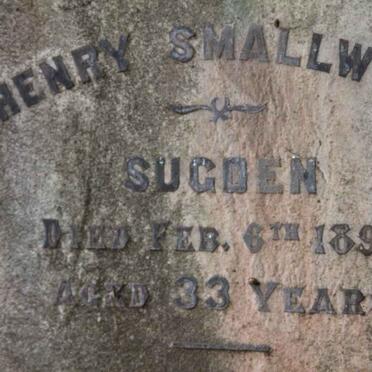 HENRY SMALLW
SUGDEN
DIED FEB. 6TH 189
AGED 33 YEAR